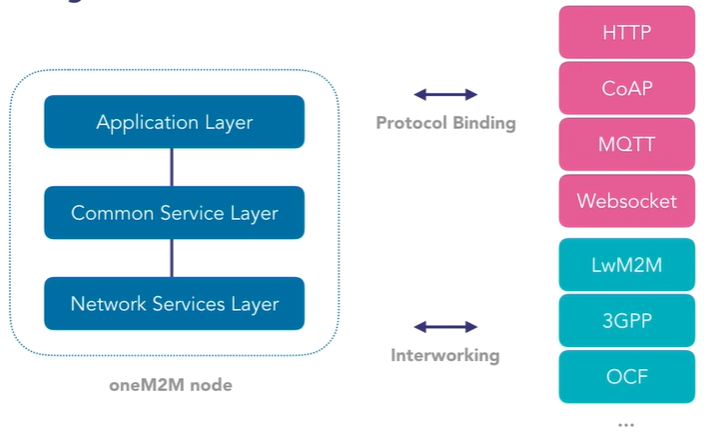 Application Layer
Common Service Layer
Network Services Layer
oneM2M node
Protocol Binding
Interworking
HTTP
CoAP
MQTT
Websocket
LwM2M
3GPP
OCF
...